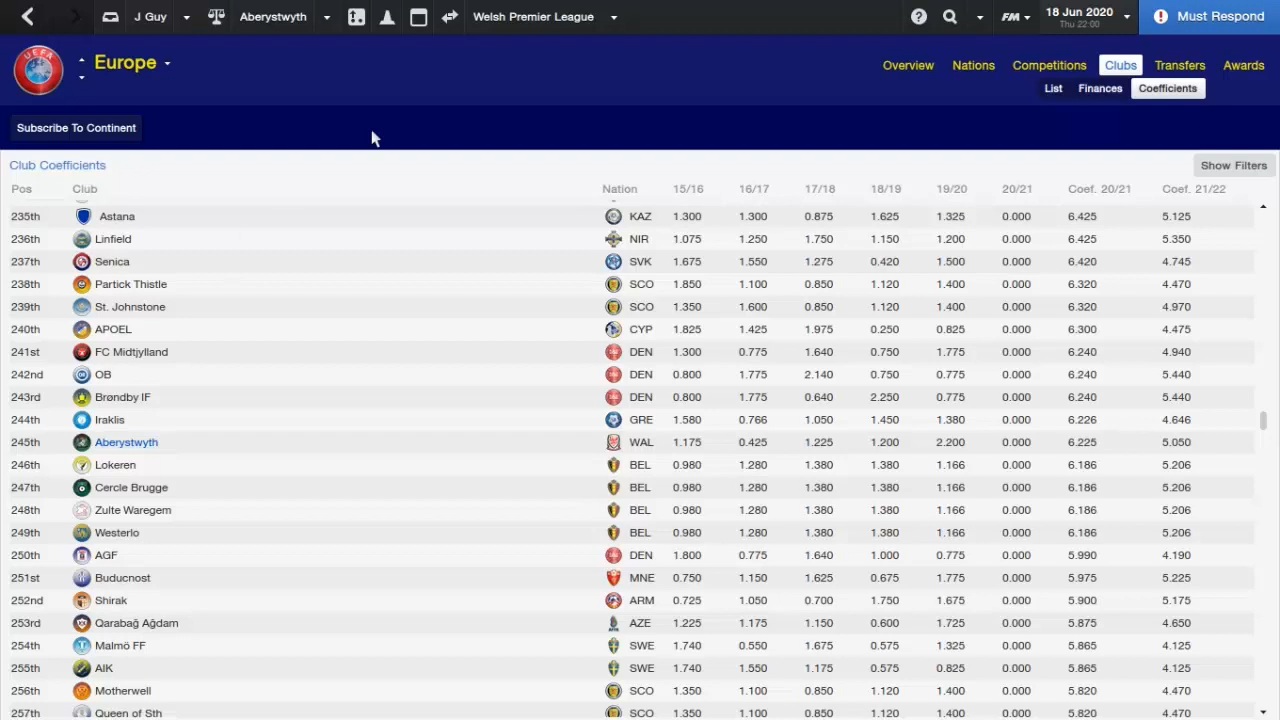 J Guy Aberystwyth Welsh Premier League FM 18 Jun 2020 Thu 22:00 Must Respond
UEFA Europe Overview Nations Competitions Clubs Transfers Awards
List Finances Coefficients
Subscribe To Continent
Club Coefficients Show Filters
Pos Club Nation 15/16 16/17 17/18 18/19 19/20 20/21 Coef. 20/21 Coef. 21/22
235th Astana KAZ 1.300 1.300 0.875 1.625 1.325 0.000 6.425 5.125
236th Linfield NIR 1.075 1.250 1.750 1.150 1.200 0.000 6.425 5.350
237th Senica SVK 1.675 1.550 1.275 0.420 1.500 0.000 6.420 4.745
238th Partick Thistle SCO 1.850 1.100 0.850 1.120 1.400 0.000 6.320 4.470
239th St. Johnstone SCO 1.350 1.600 0.850 1.120 1.400 0.000 6.320 4.970
240th APOEL CYP 1.825 1.425 1.975 0.250 0.825 0.000 6.300 4.475
241st FC Midtjylland DEN 1.300 0.775 1.640 0.750 1.775 0.000 6.240 4.940
242nd OB DEN 0.800 1.775 2.140 0.750 0.775 0.000 6.240 5.440
243rd Brøndby IF DEN 0.800 1.775 0.640 2.250 0.775 0.000 6.240 5.440
244th Iraklis GRE 1.580 0.766 1.050 1.450 1.380 0.000 6.226 4.646
245th Aberystwyth WAL 1.175 0.425 1.225 1.200 2.200 0.000 6.225 5.050
246th Lokeren BEL 0.980 1.280 1.380 1.380 1.166 0.000 6.186 5.206
247th Cercle Brugge BEL 0.980 1.280 1.380 1.380 1.166 0.000 6.186 5.206
248th Zulte Waregem BEL 0.980 1.280 1.380 1.380 1.166 0.000 6.186 5.206
249th Westerlo BEL 0.980 1.280 1.380 1.380 1.166 0.000 6.186 5.206
250th AGF DEN 1.800 0.775 1.640 1.000 0.775 0.000 5.990 4.190
251st Buducnost MNE 0.750 1.150 1.625 0.675 1.775 0.000 5.975 5.225
252nd Shirak ARM 0.725 1.050 0.700 1.750 1.675 0.000 5.900 5.175
253rd Qarabağ Ağdam AZE 1.225 1.175 1.150 0.600 1.725 0.000 5.875 4.650
254th Malmö FF SWE 1.740 0.550 1.675 0.575 1.325 0.000 5.865 4.125
255th AIK SWE 1.740 1.550 1.175 0.575 0.825 0.000 5.865 4.125
256th Motherwell SCO 1.350 1.100 0.850 1.120 1.400 0.000 5.820 4.470
257th Queen of Sth SCO 1.350 1.100 0.850 1.120 1.400 0.000 5.820 4.470